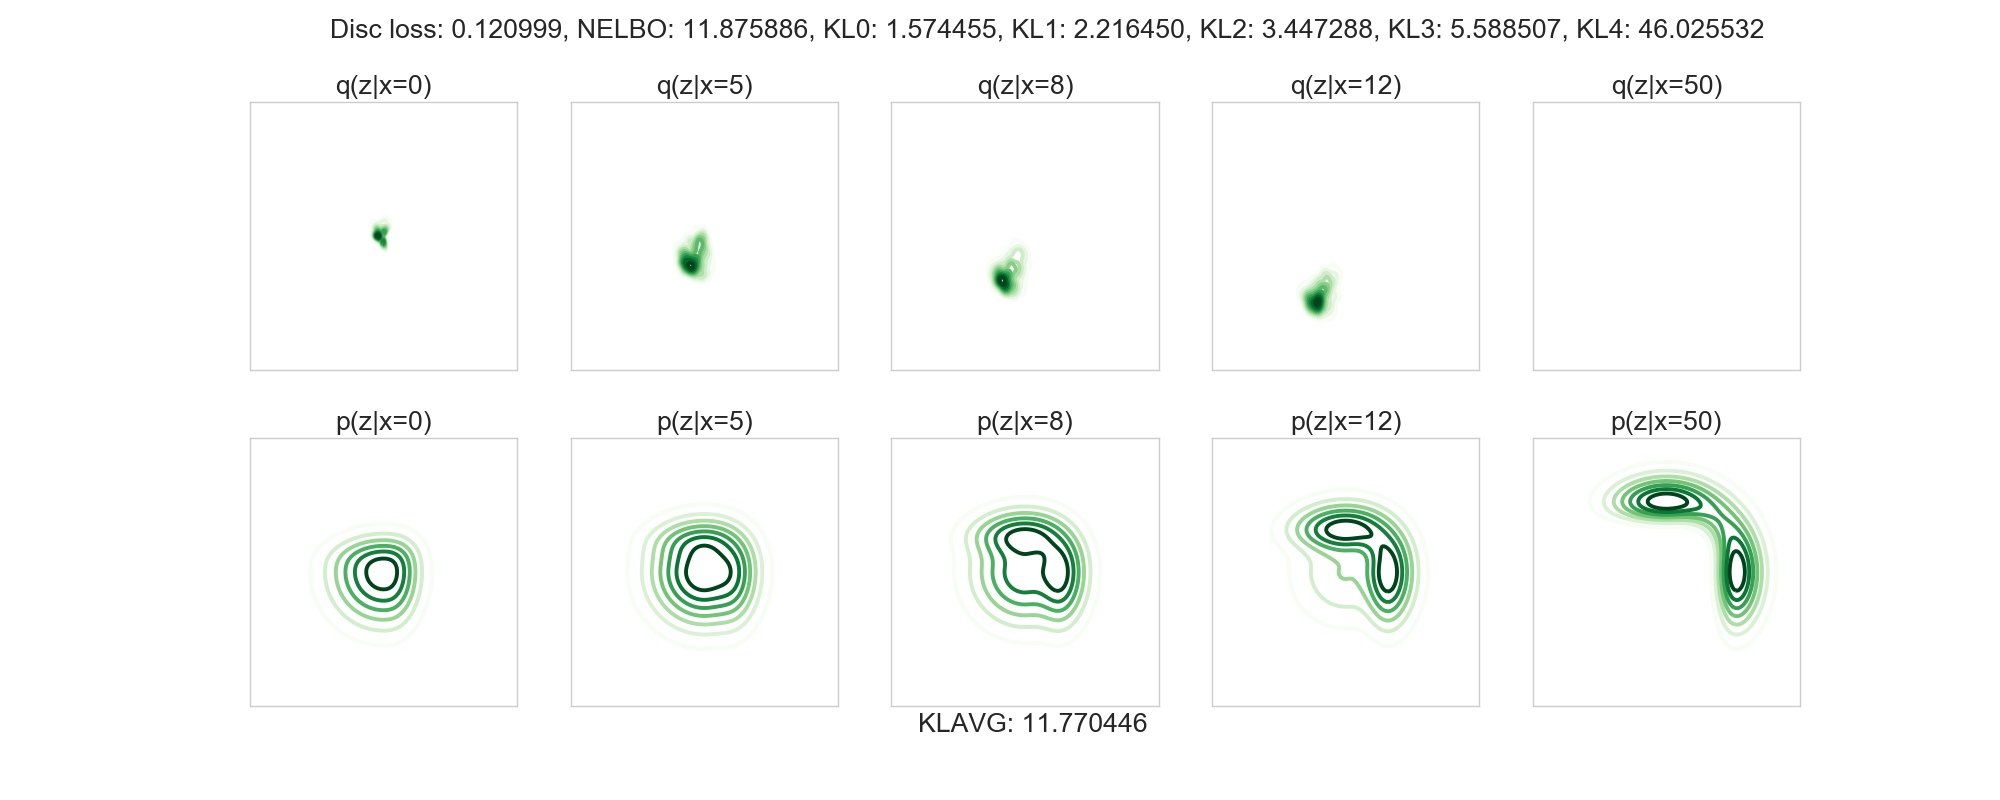 Disc loss: 0.120999, NELBO: 11.875886, KL0: 1.574455, KL1: 2.216450, KL2: 3.447288, KL3: 5.588507, KL4: 46.025532
q(z|x=0) q(z|x=5) q(z|x=8) q(z|x=12) q(z|x=50)
p(z|x=0) p(z|x=5) p(z|x=8) p(z|x=12) p(z|x=50)
KLAVG: 11.770446